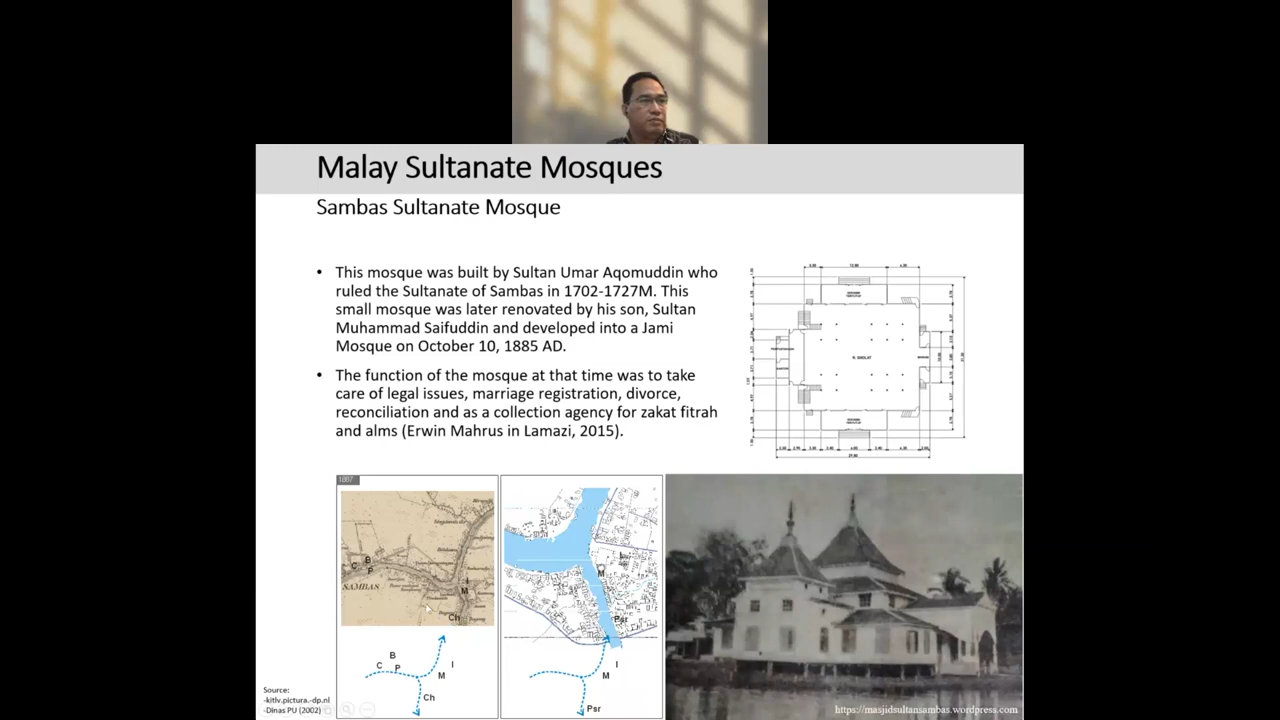 Malay Sultanate Mosques
Sambas Sultanate Mosque
• This mosque was built by Sultan Umar Aqomuddin who
ruled the Sultanate of Sambas in 1702-1727M. This
small mosque was later renovated by his son, Sultan
Muhammad Saifuddin and developed into a Jami
Mosque on October 10, 1885 AD.
• The function of the mosque at that time was to take
care of legal issues, marriage registration, divorce,
reconciliation and as a collection agency for zakat fitrah
and alms (Erwin Mahrus in Lamazi, 2015).
R. SHOLAT
1887
B
C
P
SAMBAS
I
M
Ch
I
M
Psr
B
C
P
I
M
Ch
I
M
Psr
Source:
-kitlv.pictura.-dp.nl
-Dinas PU (2002)
https://masjidsultansambas.wordpress.com